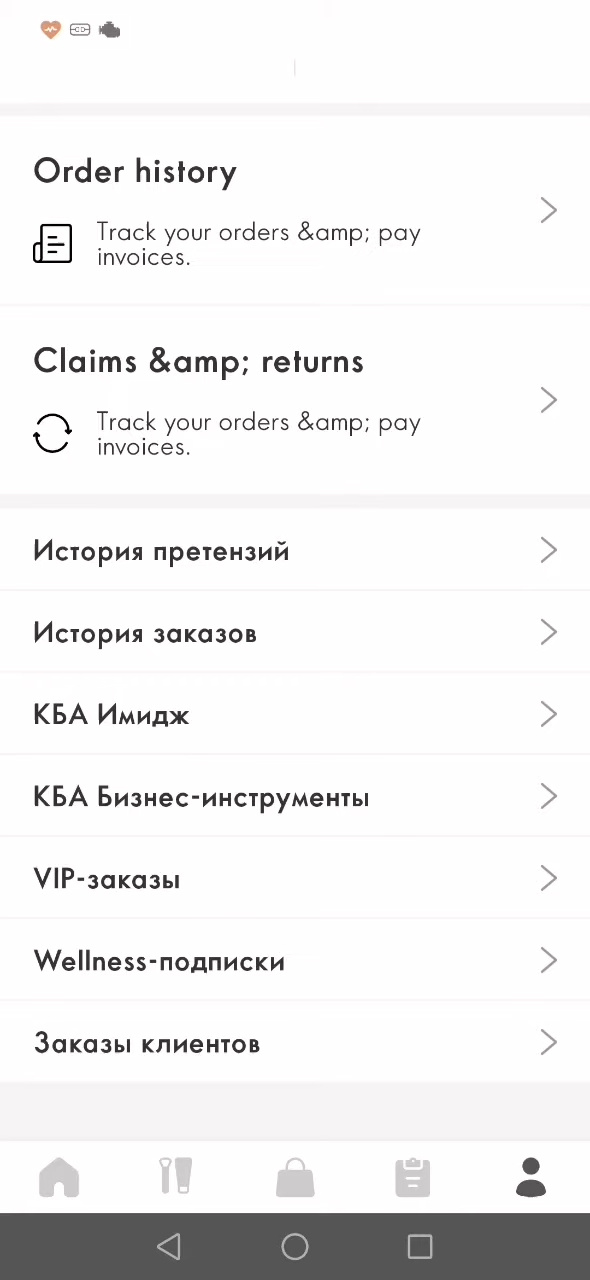 Order history
Track your orders &amp; pay
invoices.
Claims &amp; returns
Track your orders &amp; pay
invoices.
История претензий
История заказов
КБА Имидж
КБА Бизнес-инструменты
VIP-заказы
Wellness-подписки
Заказы клиентов